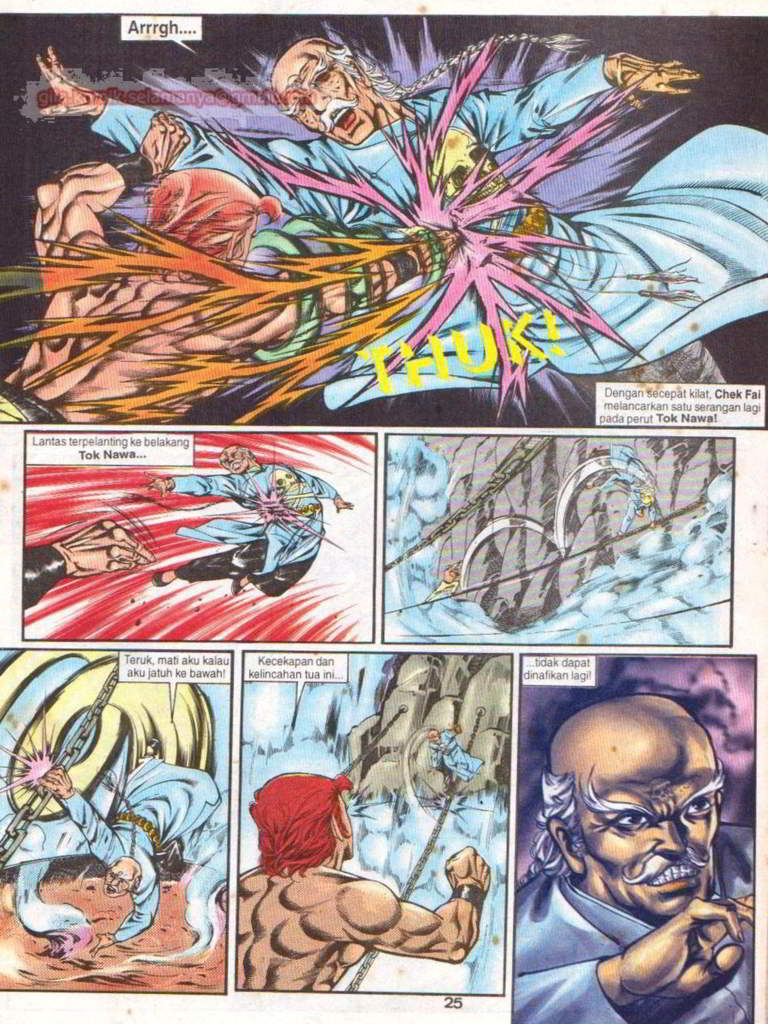 Arrrgh....
THUK!
Dengan secepat kilat, Chek Fai
melancarkan satu serangan lagi
pada perut Tok Nawa!
Lantas terpelanting ke belakang
Tok Nawa...
Teruk, mati aku kalau
aku jatuh ke bawah!
Kecekapan dan
kelincahan tua ini...
...tidak dapat
dinafikan lagi!
25